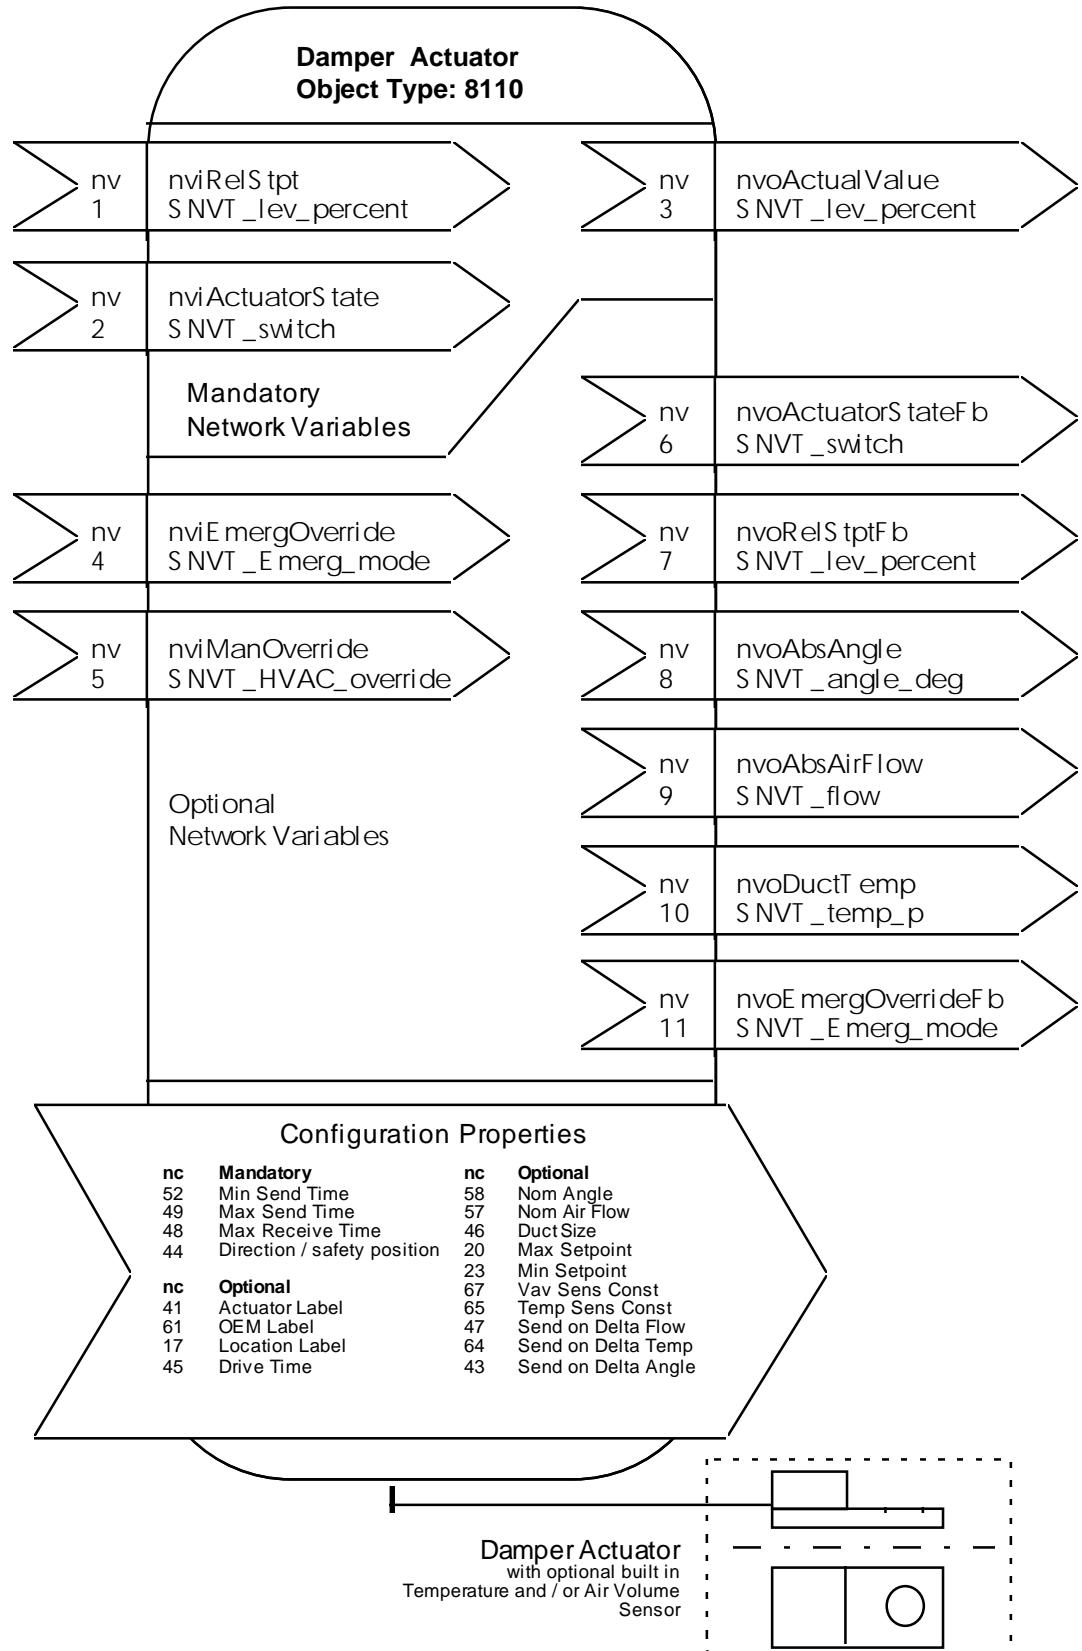 Damper Actuator
Object Type: 8110
nv
1
nviRelStpt
SNVT_lev_percent
nv
3
nvoActualValue
SNVT_lev_percent
nv
2
nviActuatorState
SNVT_switch
Mandatory
Network Variables
nv
6
nvoActuatorStateFb
SNVT_switch
nv
4
nviEmergOverride
SNVT_Emerg_mode
nv
7
nvoRelStptFb
SNVT_lev_percent
nv
5
nviManOverride
SNVT_HVAC_override
nv
8
nvoAbsAngle
SNVT_angle_deg
nv
9
nvoAbsAirFlow
SNVT_flow
Optional
Network Variables
nv
10
nvoDuctTemp
SNVT_temp_p
nv
11
nvoEmergOverrideFb
SNVT_Emerg_mode
Configuration Properties
nc Mandatory
52 Min Send Time
49 Max Send Time
48 Max Receive Time
44 Direction / safety position
nc Optional
41 Actuator Label
61 OEM Label
17 Location Label
45 Drive Time
nc Optional
58 Nom Angle
57 Nom Air Flow
46 Duct Size
20 Max Setpoint
23 Min Setpoint
67 Vav Sens Const
65 Temp Sens Const
47 Send on Delta Flow
64 Send on Delta Temp
43 Send on Delta Angle
Damper Actuator
with optional built in
Temperature and / or Air Volume
Sensor